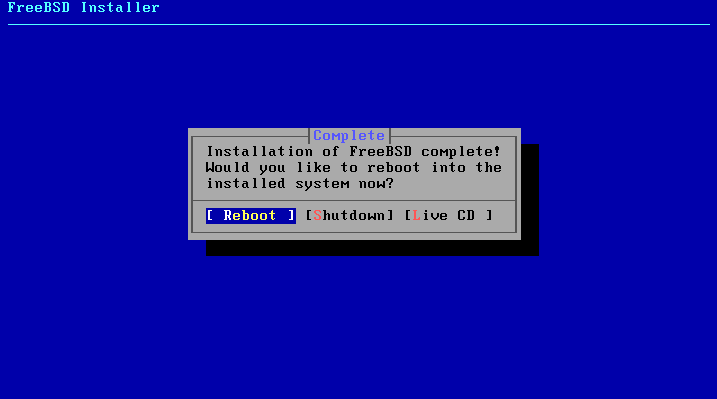 FreeBSD Installer
Complete
Installation of FreeBSD complete!
Would you like to reboot into the
installed system now?
[ Reboot ] [Shutdown] [Live CD ]